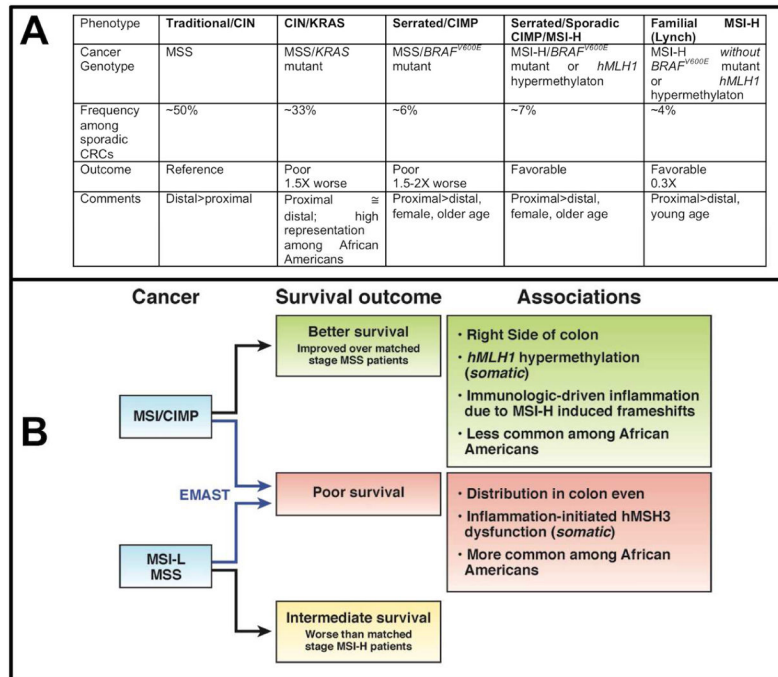 A
Phenotype Traditional/CIN CIN/KRAS Serrated/CIMP Serrated/Sporadic CIMP/MSI-H Familial MSI-H (Lynch)
Cancer Genotype MSS MSS/KRAS mutant MSS/BRAFV600E mutant MSI-H/BRAFV600E mutant or hMLH1 hypermethylaton MSI-H without BRAFV600E mutant or hMLH1 hypermethylaton
Frequency among sporadic CRCs ~50% ~33% ~6% ~7% ~4%
Outcome Reference Poor 1.5X worse Poor 1.5-2X worse Favorable Favorable 0.3X
Comments Distal>proximal Proximal ≅ distal; high representation among African Americans Proximal>distal, female, older age Proximal>distal, female, older age Proximal>distal, young age
B
Cancer Survival outcome Associations
MSI/CIMP
EMAST
MSI-L
MSS
Better survival
Improved over matched
stage MSS patients
Poor survival
Intermediate survival
Worse than matched
stage MSI-H patients
· Right Side of colon
· hMLH1 hypermethylation
(somatic)
· Immunologic-driven inflammation
due to MSI-H induced frameshifts
· Less common among African
Americans
· Distribution in colon even
· Inflammation-initiated hMSH3
dysfunction (somatic)
· More common among African
Americans